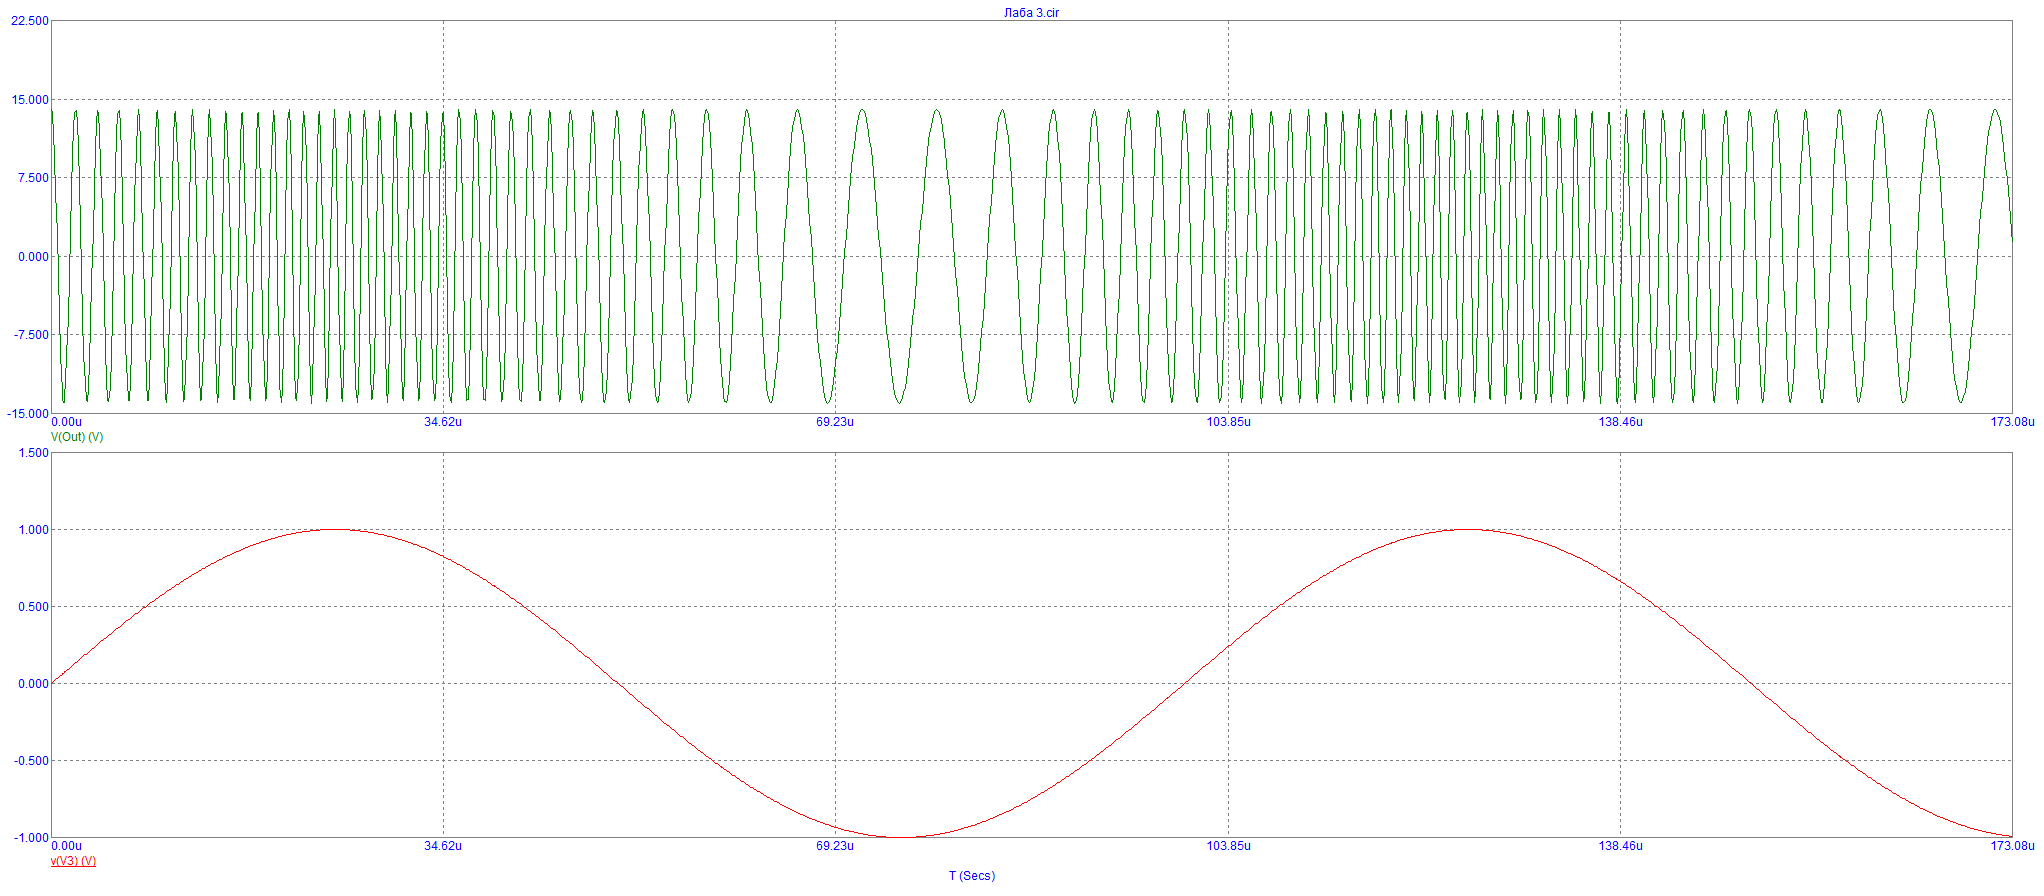 Лаба 3.cir
22.500
15.000
7.500
0.000
-7.500
-15.000
0.00u 34.62u 69.23u 103.85u 138.46u 173.08u
V(Out) (V)
1.500
1.000
0.500
0.000
-0.500
-1.000
0.00u 34.62u 69.23u 103.85u 138.46u 173.08u
v(V3) (V)
T (Secs)